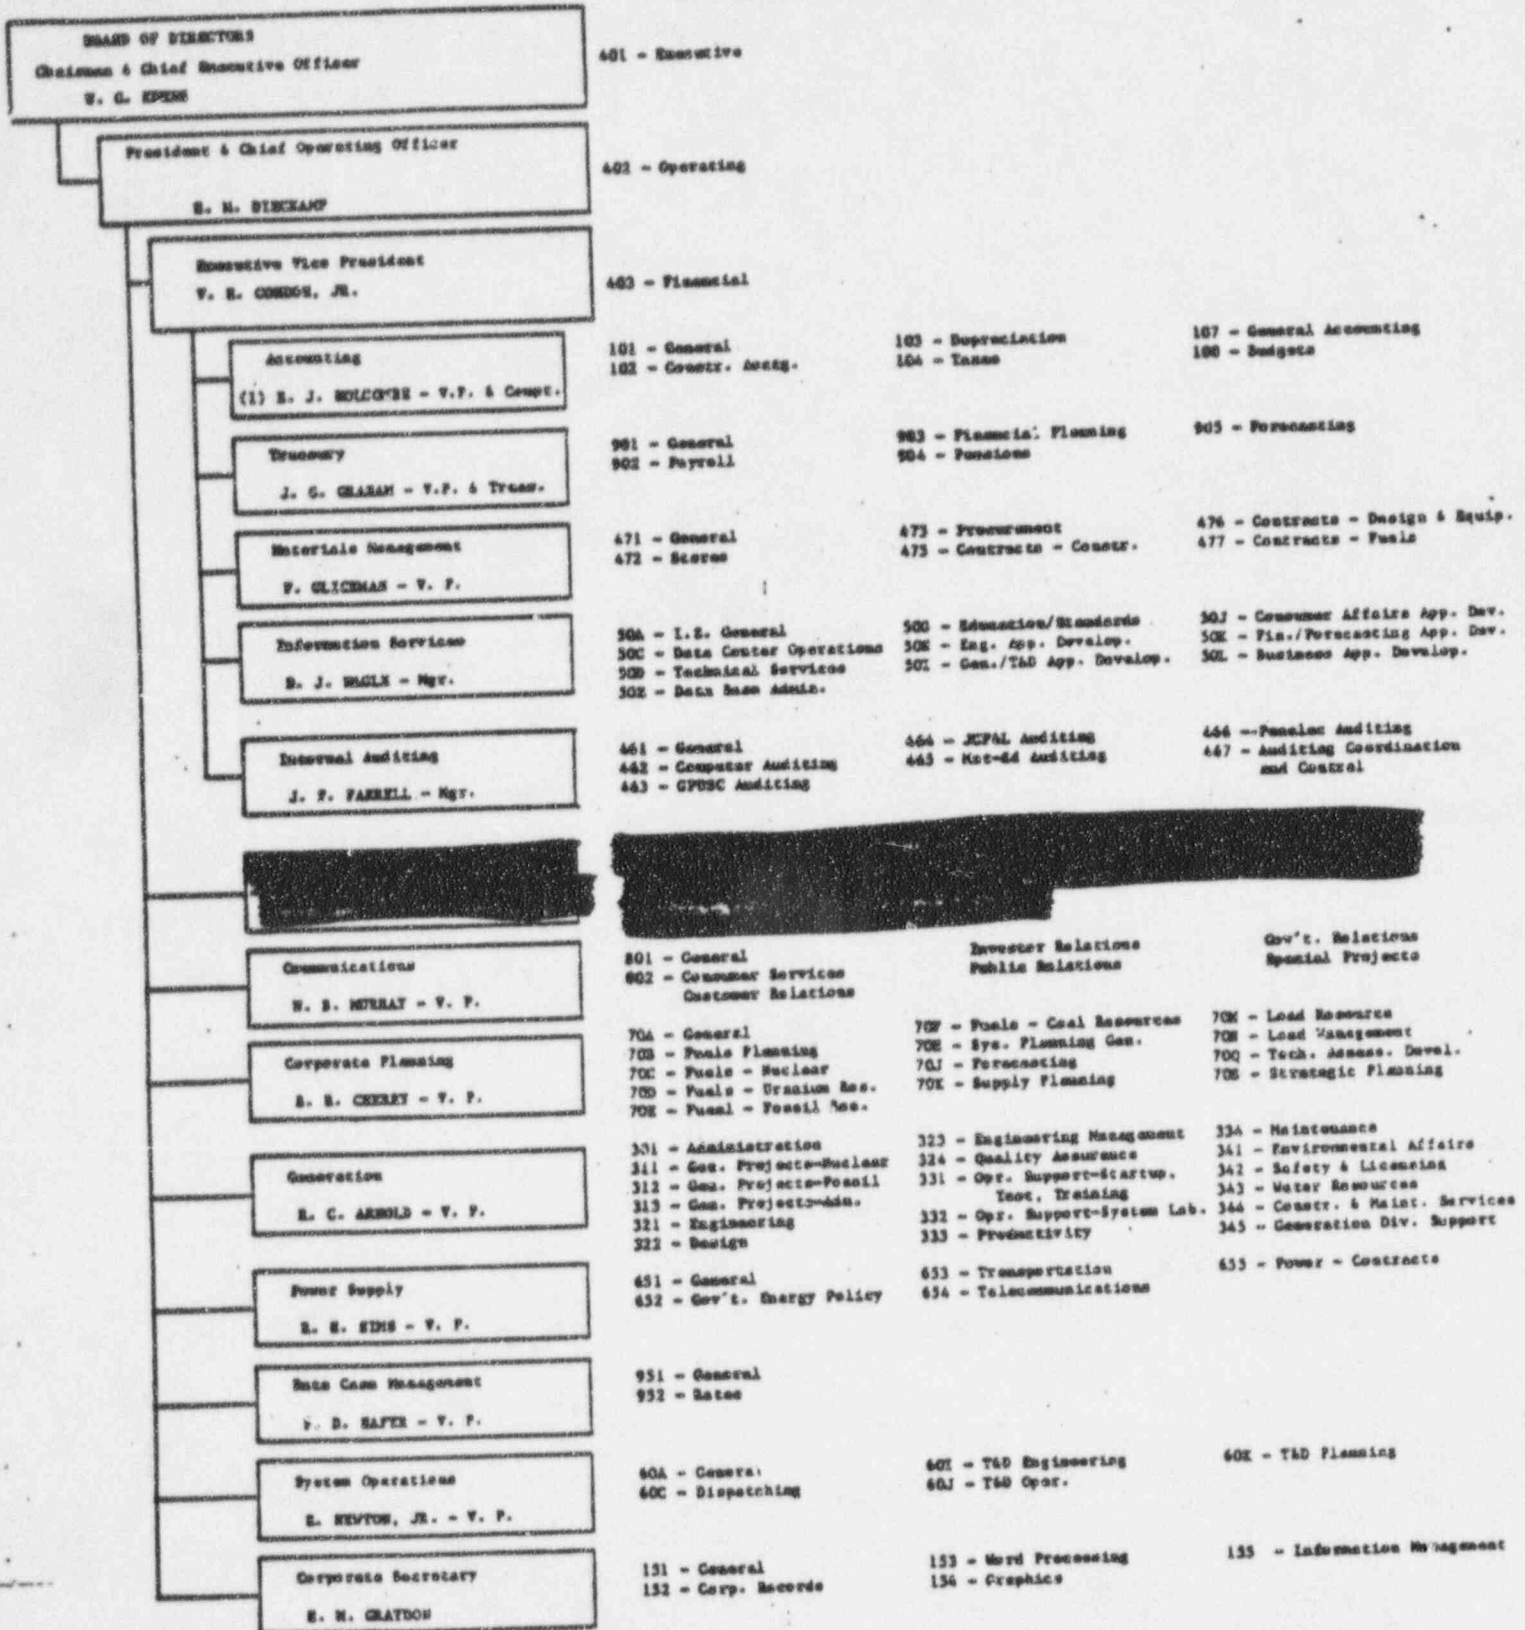 BOARD OF DIRECTORS
Chairman & Chief Executive Officer
W. G.
401 - Executive
President & Chief Operating Officer
402 - Operating
H. M. DIECKAMP
Executive Vice President
V. H. CONDON, JR.
403 - Financial
Accounting
(1) E. J. HOLCOMBE - V.P. & Compt.
101 - General 103 - Depreciation 107 - General Accounting
102 - Constr. Acctg. 104 - Taxes 108 - Budgets
Treasury
J. G. GRAHAM - V.P. & Treas.
901 - General 903 - Financial Planning 905 - Forecasting
902 - Payroll 904 - Pensions
Materials Management
F. GLICKMAN - V. P.
471 - General 473 - Procurement 476 - Contracts - Design & Equip.
472 - Stores 475 - Contracts - Constr. 477 - Contracts - Fuels
Information Services
B. J. - Mgr.
50A - I.S. General 50G - Education/Standards 50J - Consumer Affairs App. Dev.
50C - Data Center Operations 50H - Eng. App. Develop. 50K - Fin./Forecasting App. Dev.
50D - Technical Services 50I - Gen./T&D App. Develop. 50L - Business App. Develop.
50E - Data Base Admin.
Internal Auditing
J. F. FARRELL - Mgr.
461 - General 464 - JCP&L Auditing 466 - Penelec Auditing
462 - Computer Auditing 465 - Met-Ed Auditing 467 - Auditing Coordination
463 - GPUSC Auditing and Control
Communications
W. B. MURRAY - V. P.
801 - General Investor Relations Gov't. Relations
802 - Consumer Services Public Relations Special Projects
Customer Relations
Corporate Planning
B. H. CHERRY - V. P.
70A - General 70F - Fuels - Coal Resources 70M - Load Resource
70B - Fuels Planning 70H - Sys. Planning Gen. 70N - Load Management
70C - Fuels - Nuclear 70J - Forecasting 70Q - Tech. Assess. Devel.
70D - Fuels - Uranium Res. 70K - Supply Planning 70S - Strategic Planning
70E - Fuel - Fossil Res.
Generation
R. C. ARNOLD - V. P.
301 - Administration 323 - Engineering Management 334 - Maintenance
311 - Gen. Projects-Nuclear 324 - Quality Assurance 341 - Environmental Affairs
312 - Gen. Projects-Fossil 331 - Opr. Support-Startup. 342 - Safety & Licensing
313 - Gen. Projects-Adm. Test. Training 343 - Water Resources
321 - Engineering 332 - Opr. Support-System Lab. 344 - Constr. & Maint. Services
322 - Design 333 - Productivity 345 - Generation Div. Support
Power Supply
R. H. SIMS - V. P.
651 - General 653 - Transportation 655 - Power - Contracts
652 - Gov't. Energy Policy 654 - Telecommunications
Rate Case Management
D. HAFER - V. P.
951 - General
952 - Rates
System Operations
E. NEWTON, JR. - V. P.
60A - General 60I - T&D Engineering 60K - T&D Planning
60C - Dispatching 60J - T&D Oper.
Corporate Secretary
E. M. GRAYDON
151 - General 153 - Word Processing 155 - Information Management
152 - Corp. Records 154 - Graphics